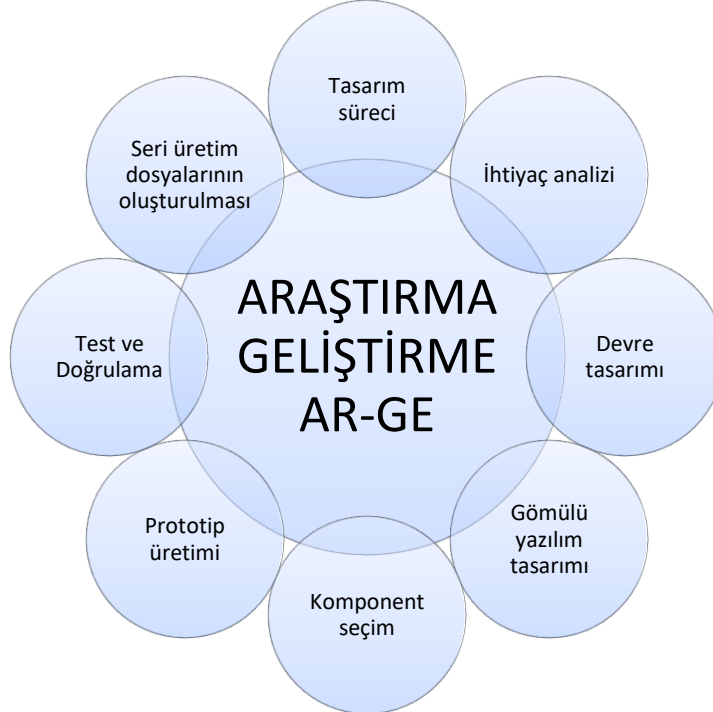 Tasarım
süreci
İhtiyaç analizi
Devre
tasarımı
Gömülü
yazılım
tasarımı
Komponent
seçim
Prototip
üretimi
Test ve
Doğrulama
Seri üretim
dosyalarının
oluşturulması
ARAŞTIRMA
GELİŞTİRME
AR-GE